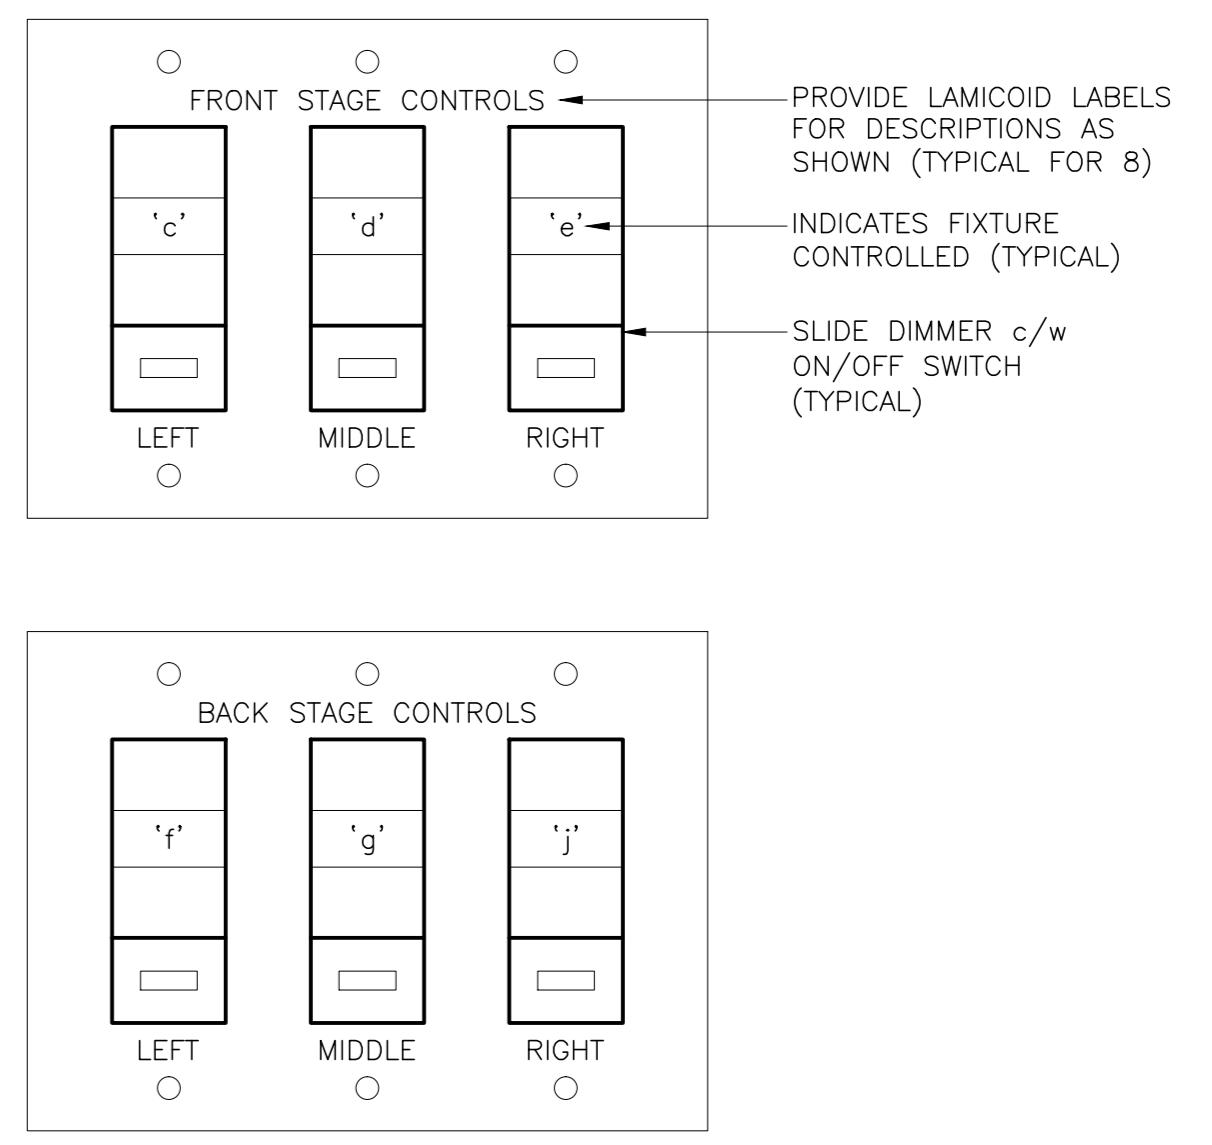 FRONT STAGE CONTROLS
PROVIDE LAMICOID LABELS
FOR DESCRIPTIONS AS
SHOWN (TYPICAL FOR 8)
‘c’ ‘d’ ‘e’
INDICATES FIXTURE
CONTROLLED (TYPICAL)
SLIDE DIMMER c/w
ON/OFF SWITCH
(TYPICAL)
LEFT MIDDLE RIGHT
BACK STAGE CONTROLS
‘f’ ‘g’ ‘j’
LEFT MIDDLE RIGHT